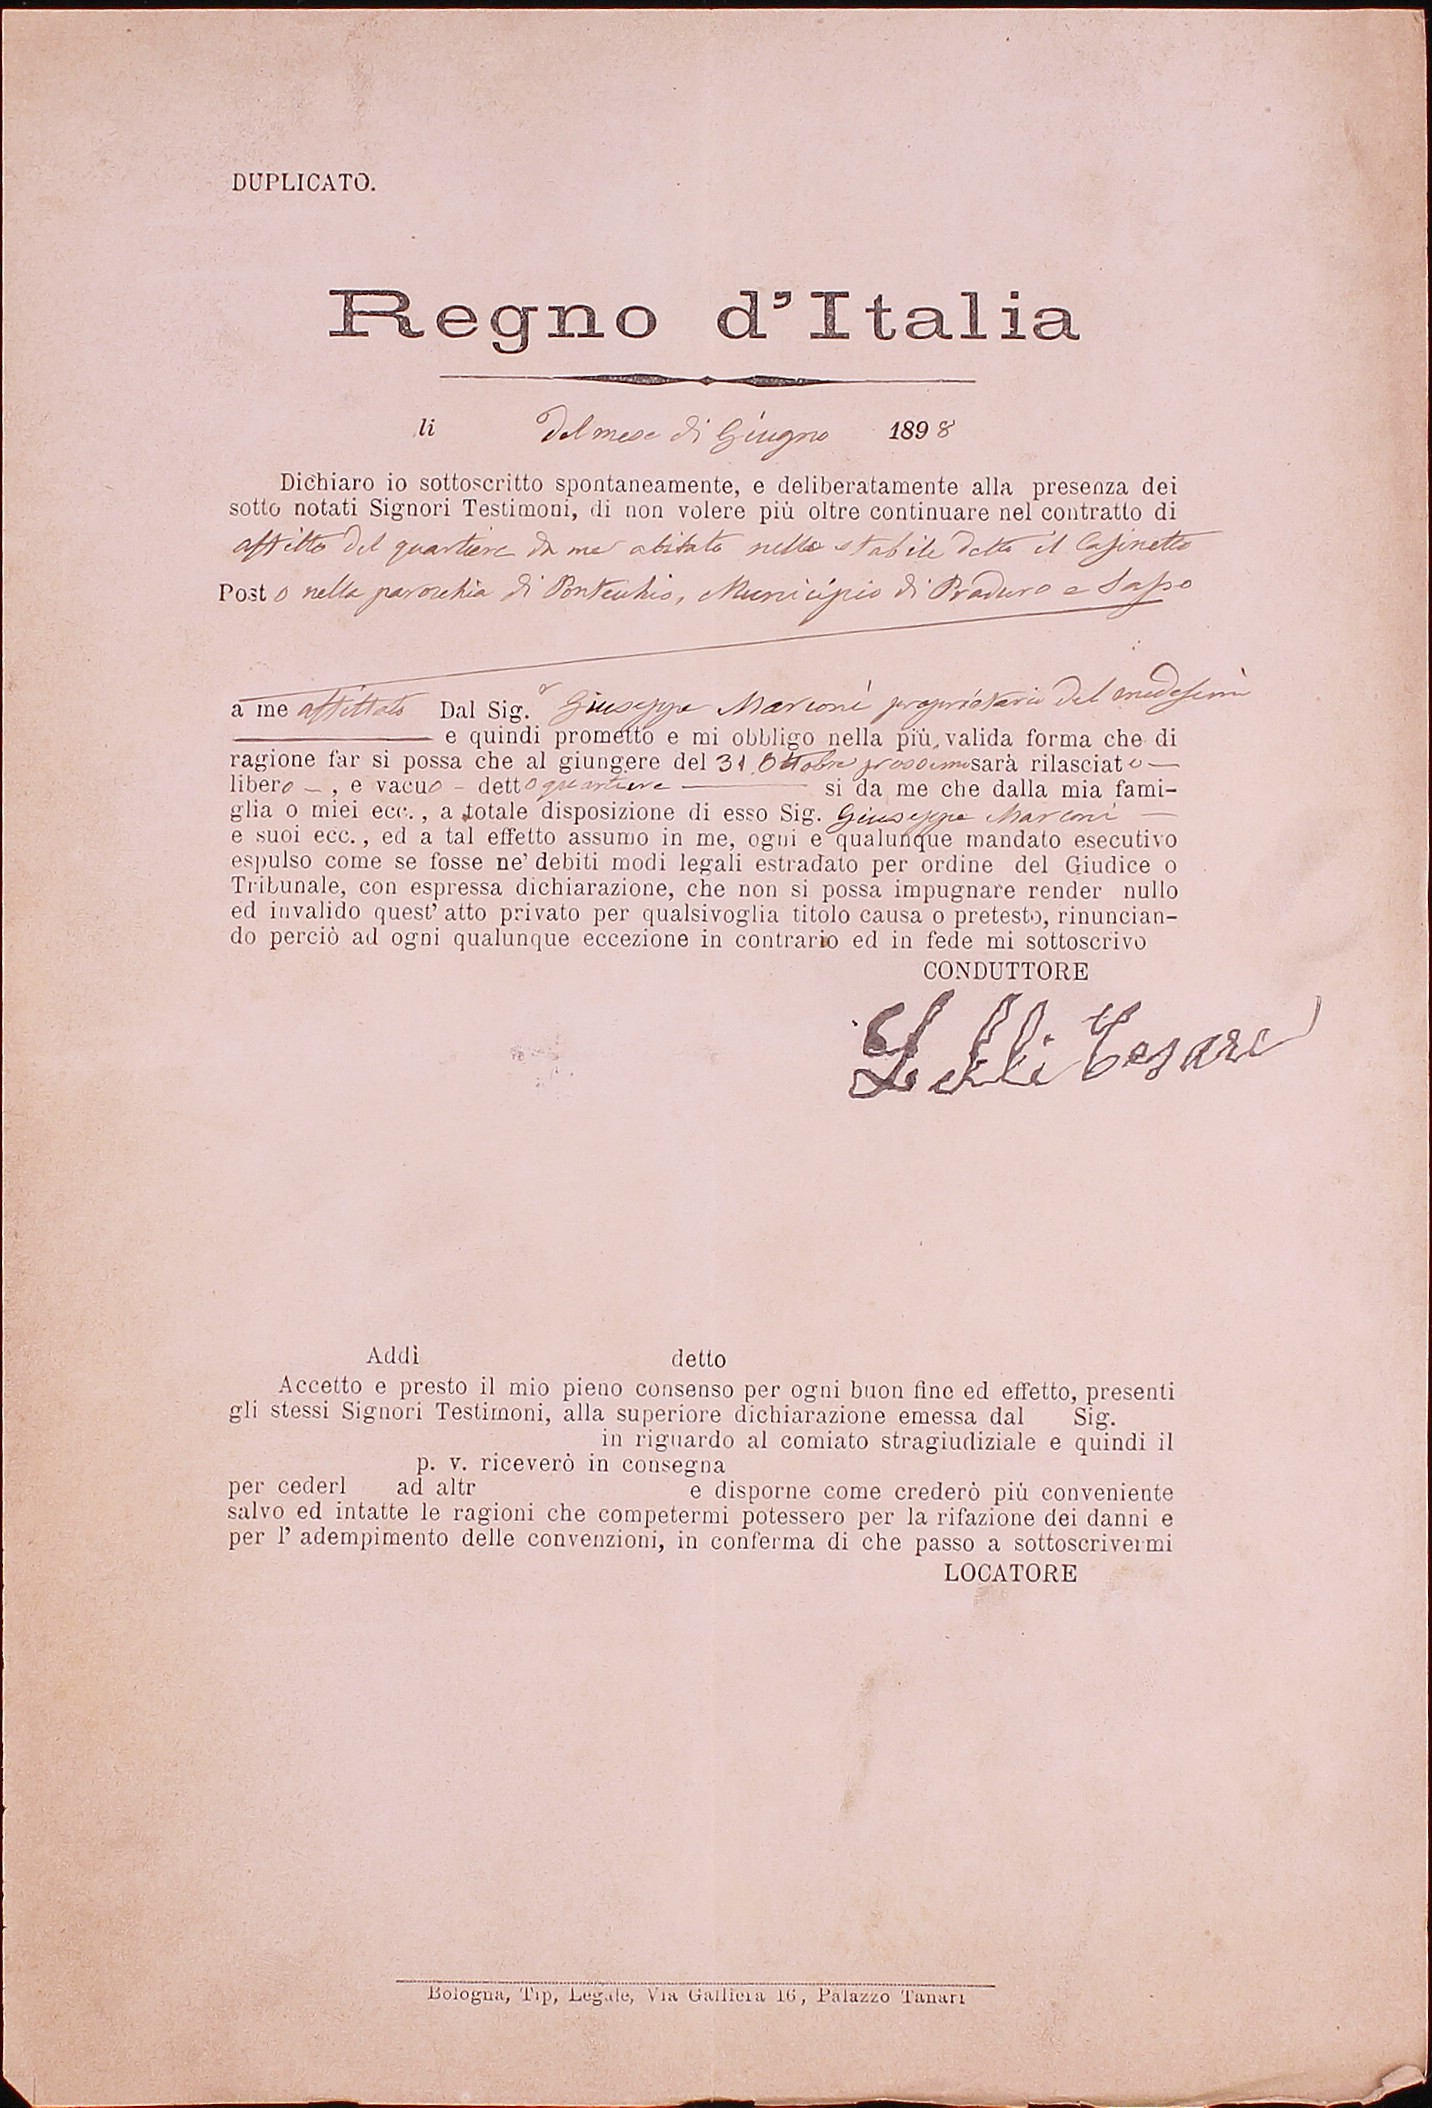 DUPLICATO.
Regno d'Italia
li del mese di Giugno 1898
Dichiaro io sottoscritto spontaneamente, e deliberatamente alla presenza dei
sotto notati Signori Testimoni, di non volere più oltre continuare nel contratto di
affitto del quartiere da me abitato nello stabile detto il Casinetto
Posto nella parocchia di Pontechio, Municipio di Praduro e Sasso
a me affittato Dal Sig.r Giuseppe Marconi proprietario del medesimi
e quindi prometto e mi obbligo nella più valida forma che di
ragione far si possa che al giungere del 31 Ottobre prossimo sarà rilasciato
libero, e vacuo detto quartiere si da me che dalla mia fami-
glia o miei ecc., a totale disposizione di esso Sig. Giuseppe Marconi
e suoi ecc., ed a tal effetto assumo in me, ogni e qualunque mandato esecutivo
espulso come se fosse ne' debiti modi legali estradato per ordine del Giudice o
Tribunale, con espressa dichiarazione, che non si possa impugnare render nullo
ed invalido quest' atto privato per qualsivoglia titolo causa o pretesto, rinuncian-
do perciò ad ogni qualunque eccezione in contrario ed in fede mi sottoscrivo
CONDUTTORE
Lelli Cesare
Addì detto
Accetto e presto il mio pieno consenso per ogni buon fine ed effetto, presenti
gli stessi Signori Testimoni, alla superiore dichiarazione emessa dal Sig.
in riguardo al comiato stragiudiziale e quindi il
p. v. riceverò in consegna
per cederl ad altr e disporne come crederò più conveniente
salvo ed intatte le ragioni che competermi potessero per la rifazione dei danni e
per l' adempimento delle convenzioni, in conferma di che passo a sottoscrivermi
LOCATORE
Bologna, Tip, Legale, Via Galliera 16, Palazzo Tanari